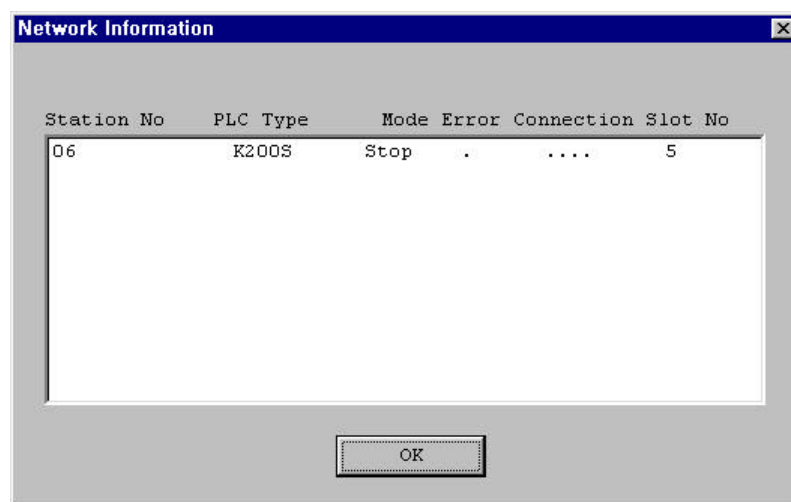 Network Information
Station No PLC Type Mode Error Connection Slot No
06 K200S Stop . .... 5
OK